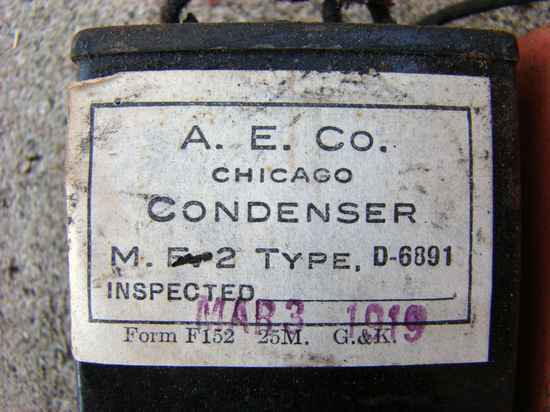 A. E. Co.
CHICAGO
CONDENSER
M. F. 2 TYPE, D-6891
INSPECTED
MAR 3 1919
Form F152 25M. G.&K.